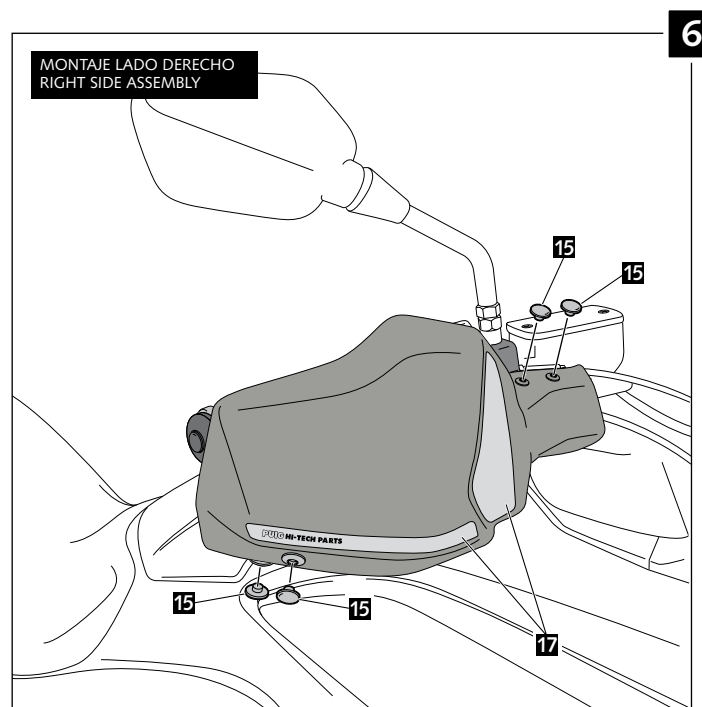 6
MONTAJE LADO DERECHO
RIGHT SIDE ASSEMBLY
15
15
PUIG HI-TECH PARTS
15
15
17